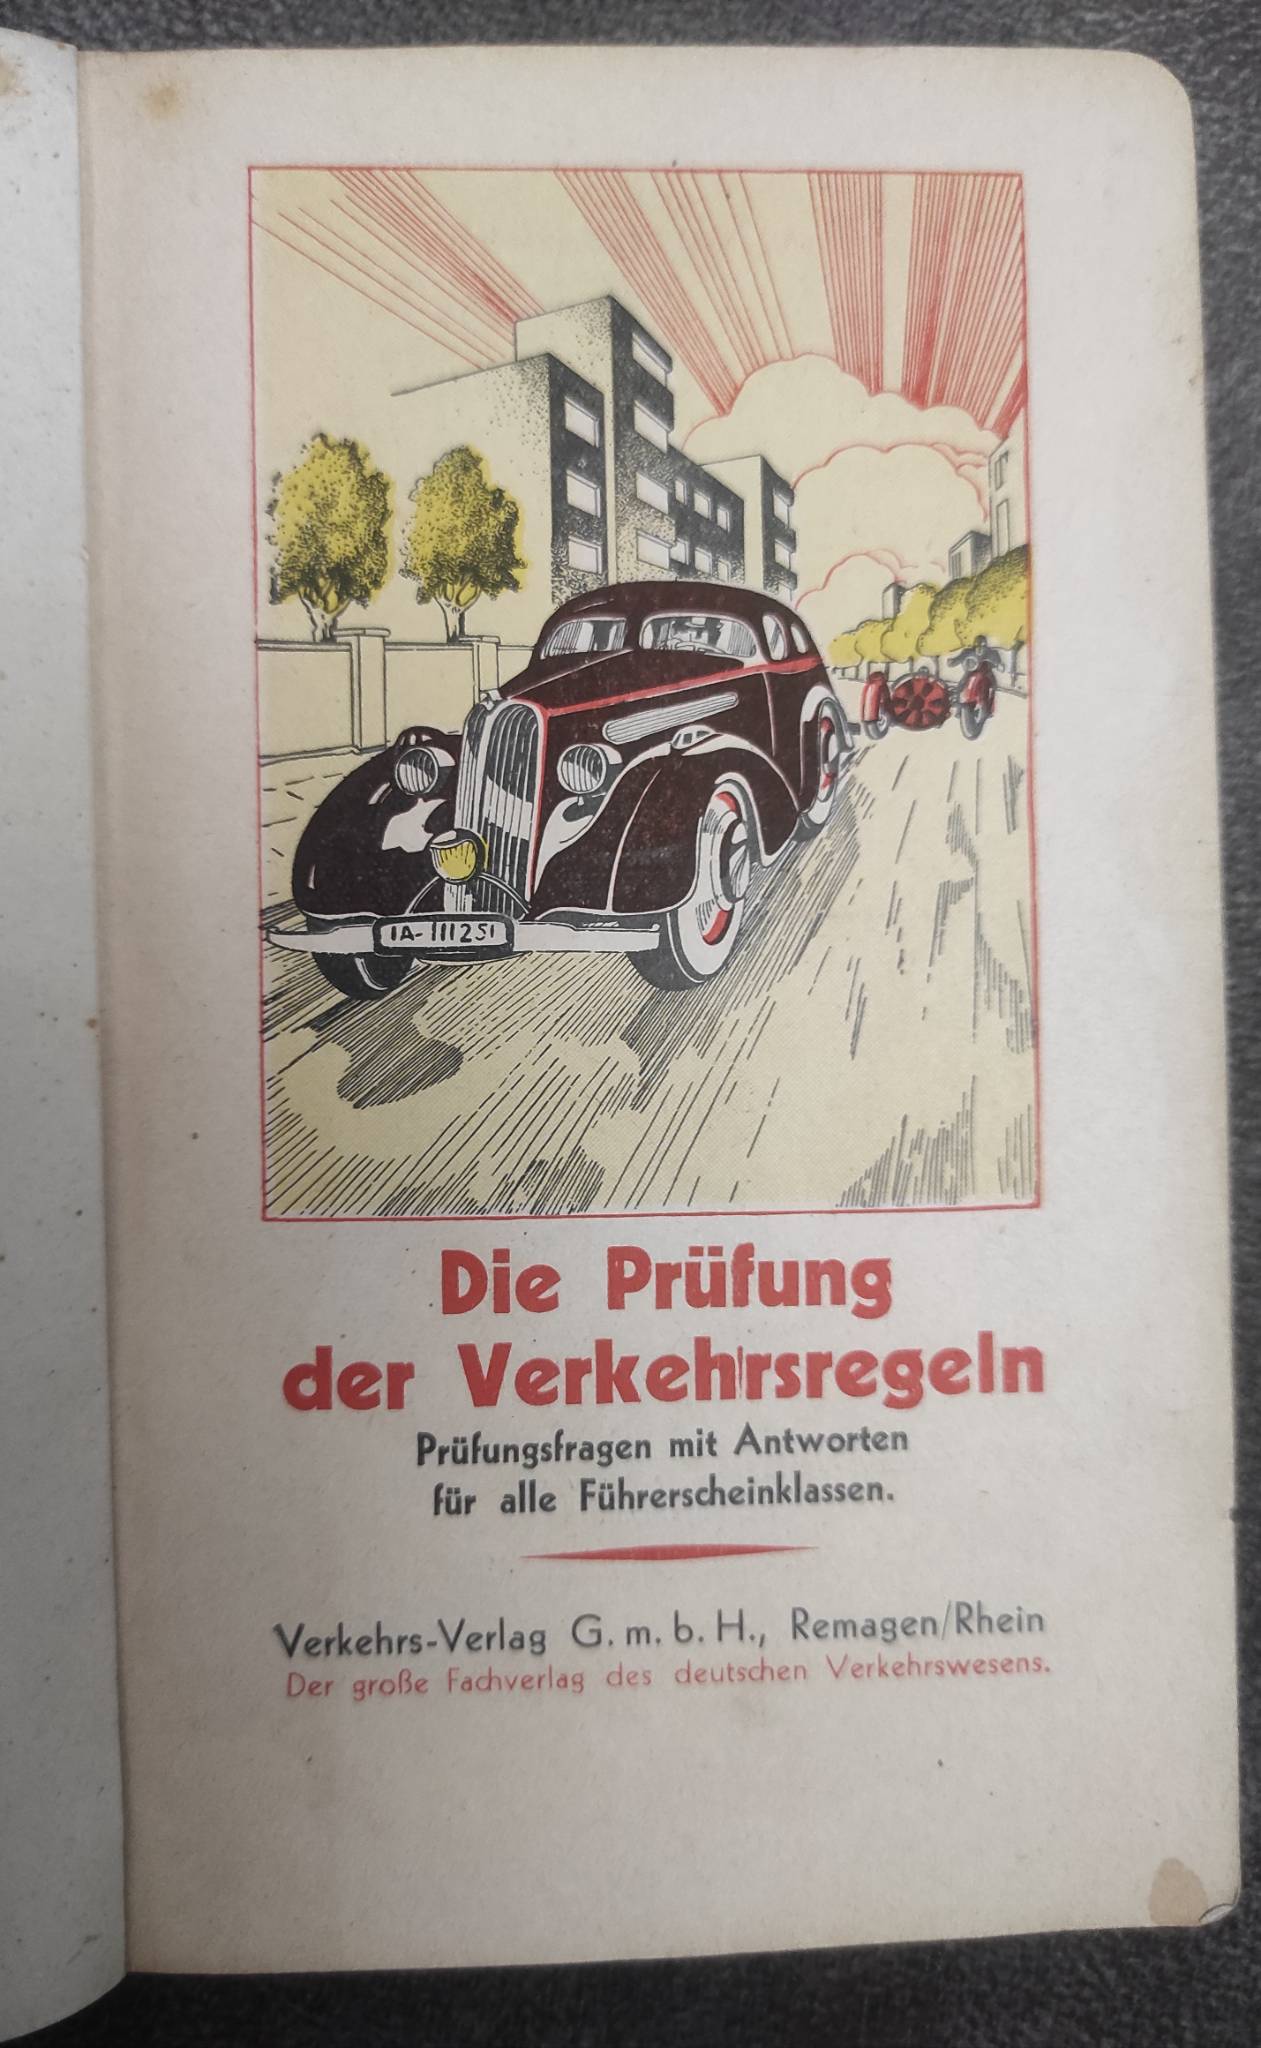 IA-111251
Die Prüfung
der Verkehrsregeln
Prüfungsfragen mit Antworten
für alle Führerscheinklassen.
Verkehrs-Verlag G. m. b. H., Remagen/Rhein
Der große Fachverlag des deutschen Verkehrswesens.